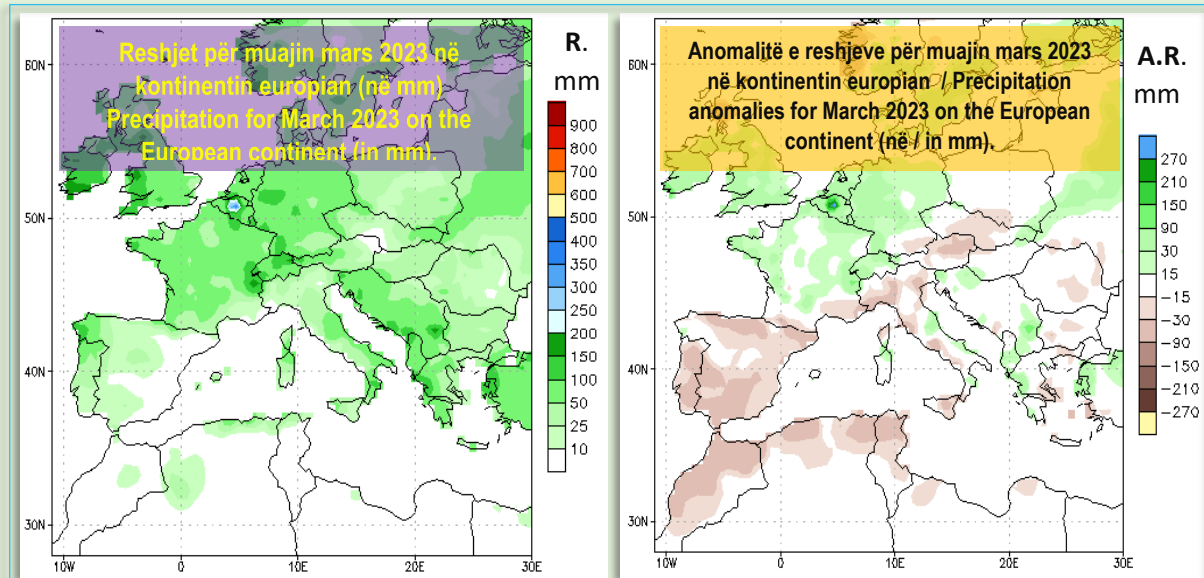 Reshjet për muajin mars 2023 në
kontinentin europian (në mm)
Precipitation for March 2023 on the
European continent (in mm).
R.
mm
900
800
700
600
500
400
350
300
250
200
150
100
50
25
10
60N
50N
40N
30N
10W
0
10E
20E
30E
Anomalitë e reshjeve për muajin mars 2023
në kontinentin europian / Precipitation
anomalies for March 2023 on the European
continent (në / in mm).
A.R.
mm
270
210
150
90
30
15
-15
-30
-90
-150
-210
-270
60N
50N
40N
30N
10W
0
10E
20E
30E